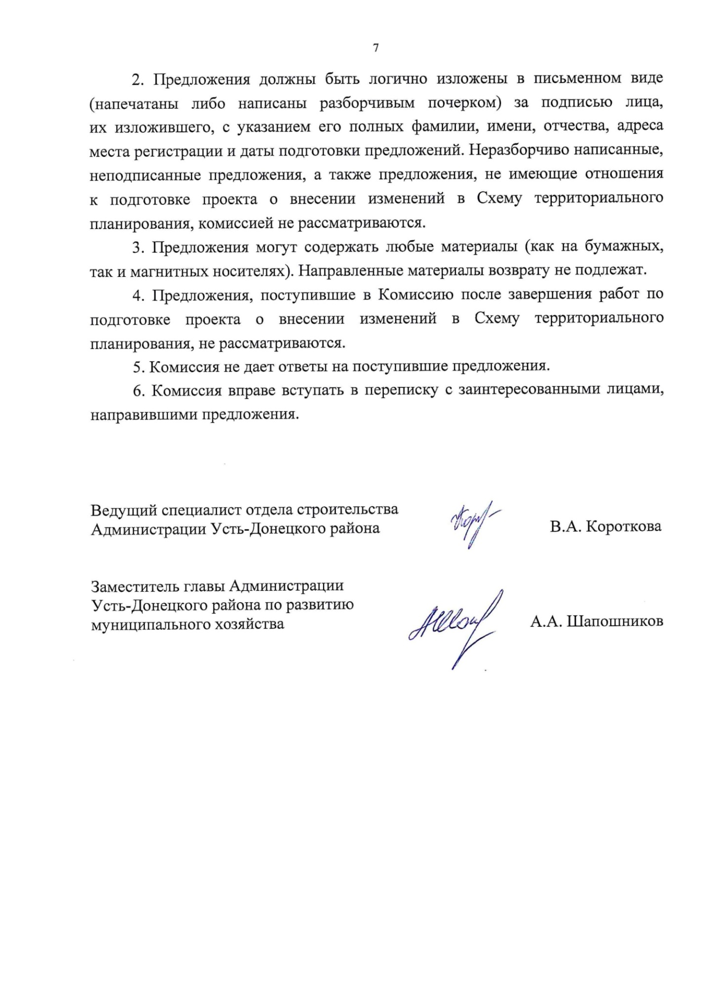 7
2. Предложения должны быть логично изложены в письменном виде
(напечатаны либо написаны разборчивым почерком) за подписью лица,
их изложившего, с указанием его полных фамилии, имени, отчества, адреса
места регистрации и даты подготовки предложений. Неразборчиво написанные,
неподписанные предложения, а также предложения, не имеющие отношения
к подготовке проекта о внесении изменений в Схему территориального
планирования, комиссией не рассматриваются.
3. Предложения могут содержать любые материалы (как на бумажных,
так и магнитных носителях). Направленные материалы возврату не подлежат.
4. Предложения, поступившие в Комиссию после завершения работ по
подготовке проекта о внесении изменений в Схему территориального
планирования, не рассматриваются.
5. Комиссия не дает ответы на поступившие предложения.
6. Комиссия вправе вступать в переписку с заинтересованными лицами,
направившими предложения.
Ведущий специалист отдела строительства
Администрации Усть-Донецкого района
В.А. Короткова
Заместитель главы Администрации
Усть-Донецкого района по развитию
муниципального хозяйства
А.А. Шапошников